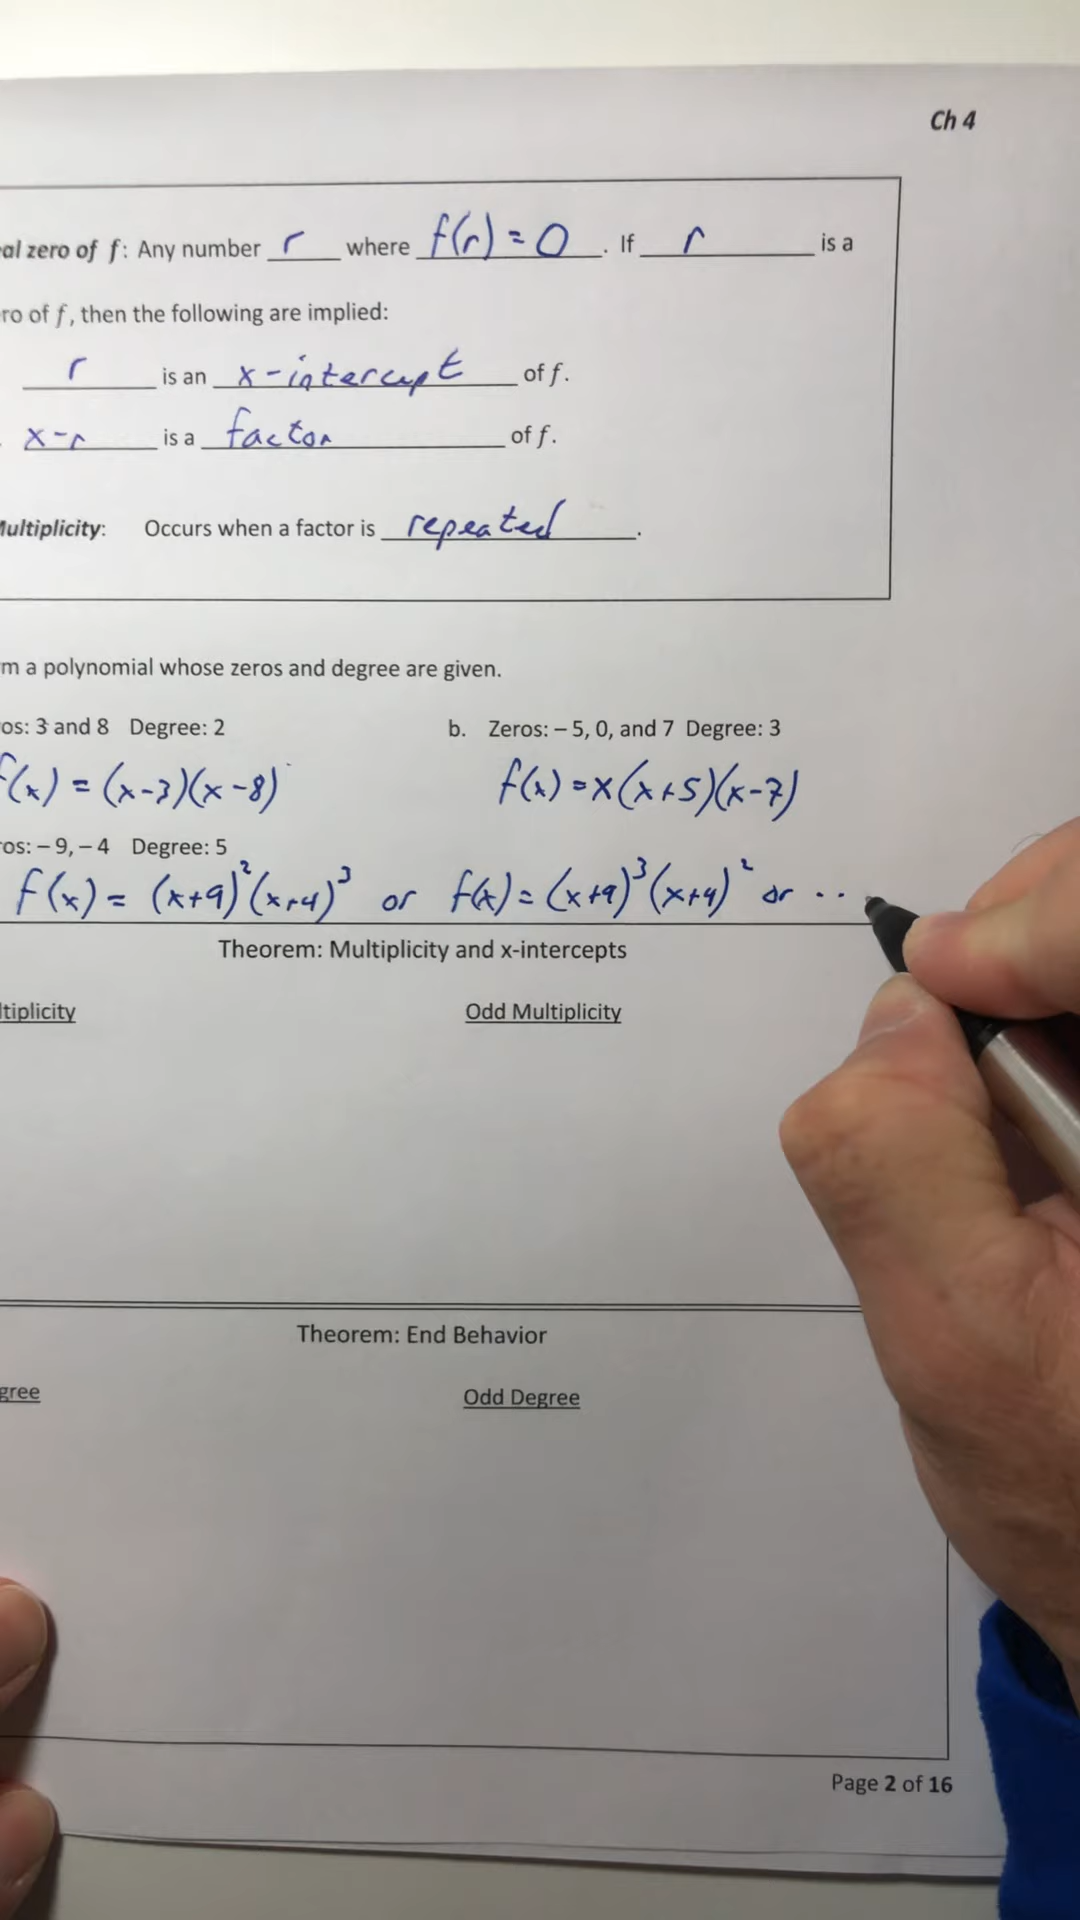 Ch 4
al zero of f: Any number r where f(r) = 0. If r is a
ro of f, then the following are implied:
r is an x-intercept of f.
x-r is a factor of f.
Multiplicity: Occurs when a factor is repeated.
m a polynomial whose zeros and degree are given.
os: 3 and 8 Degree: 2 b. Zeros: – 5, 0, and 7 Degree: 3
f(x) = (x-3)(x-8) f(x) = x(x+5)(x-7)
os: – 9, – 4 Degree: 5
f(x) = (x+9)²(x+4)³ or f(x) = (x+9)³(x+4)² or ..
Theorem: Multiplicity and x-intercepts
ltiplicity Odd Multiplicity
Theorem: End Behavior
gree Odd Degree
Page 2 of 16